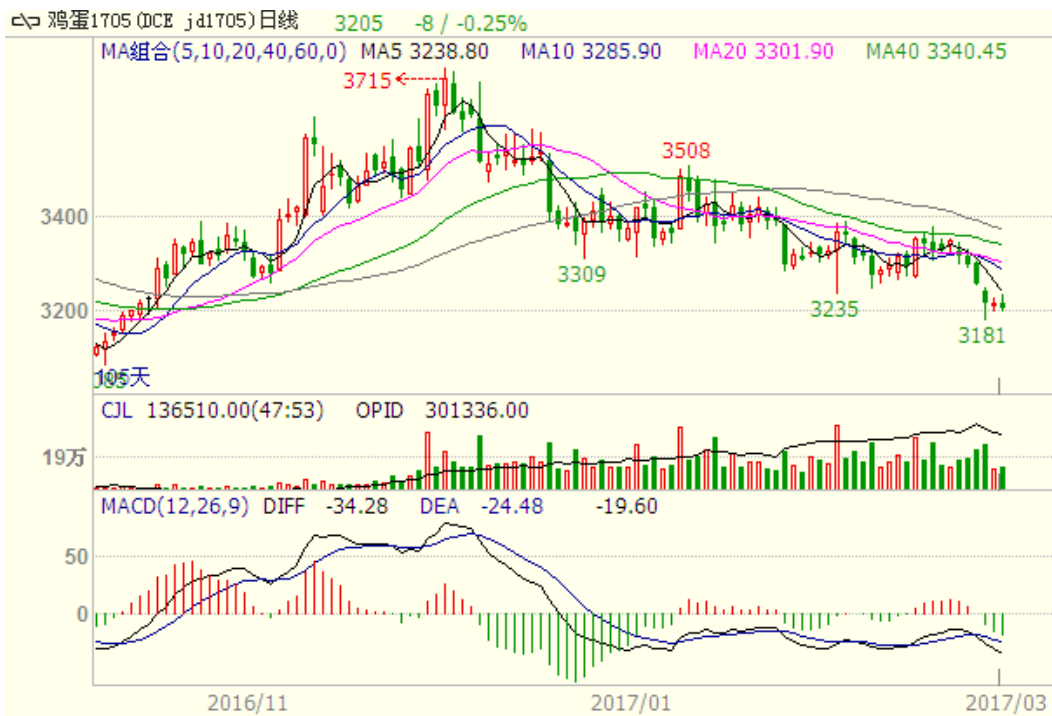 鸡蛋1705(DCE jd1705)日线 3205 -8 / -0.25%
MA组合(5,10,20,40,60,0) MA5 3238.80 MA10 3285.90 MA20 3301.90 MA40 3340.45
3715
3508
3400
3309
3200
3235
3181
105天
CJL 136510.00(47:53) OPID 301336.00
19万
MACD(12,26,9) DIFF -34.28 DEA -24.48 -19.60
50
0
2016/11 2017/01 2017/03